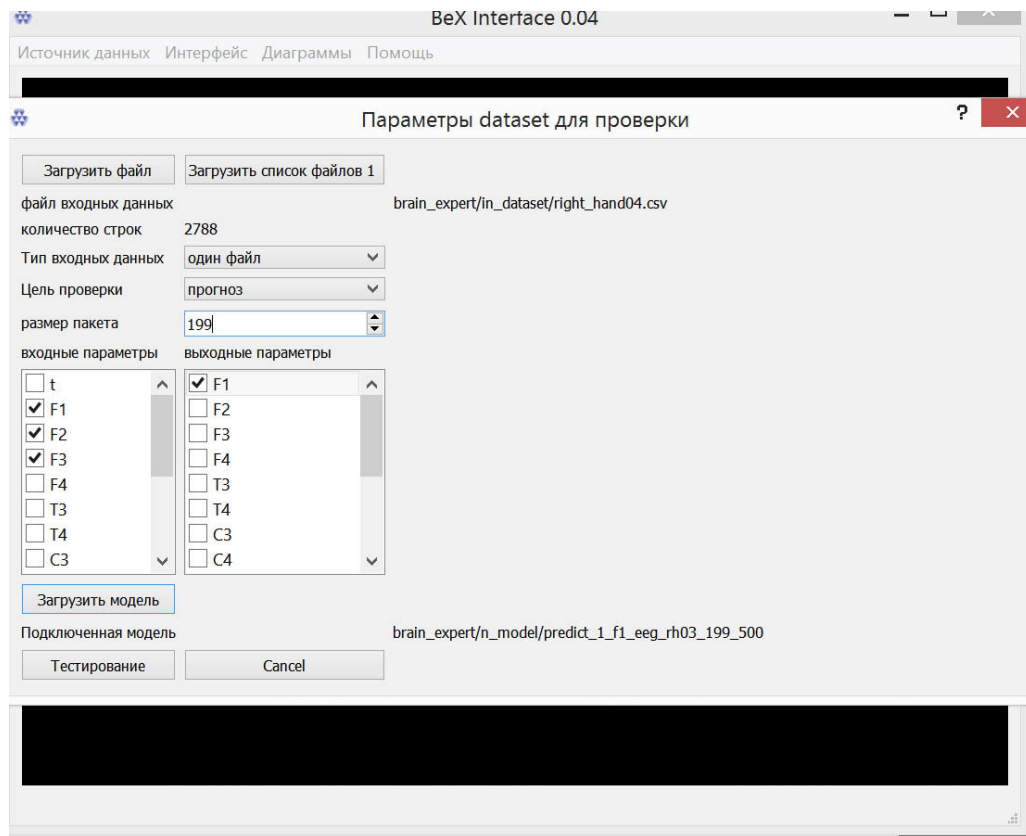 BeX Interface 0.04
Источник данных Интерфейс Диаграммы Помощь
Параметры dataset для проверки
?
Загрузить файл Загрузить список файлов 1
файл входных данных brain_expert/in_dataset/right_hand04.csv
количество строк 2788
Тип входных данных один файл
Цель проверки прогноз
размер пакета 199
входные параметры выходные параметры
t F1
F1 F2
F2 F3
F3 F4
F4 T3
T3 T4
T4 C3
C3 C4
Загрузить модель
Подключенная модель brain_expert/n_model/predict_1_f1_eeg_rh03_199_500
Тестирование Cancel